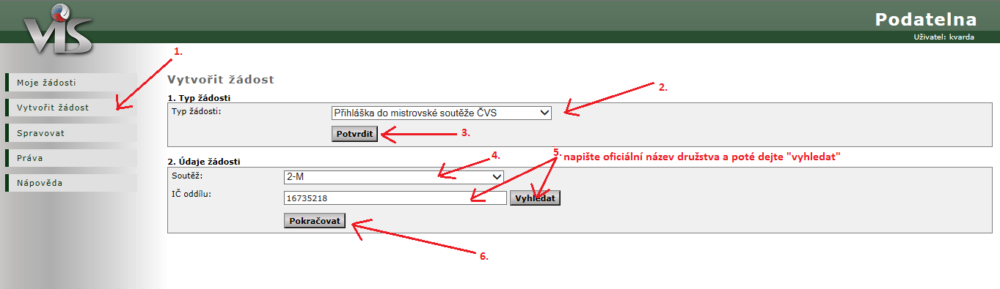 VIS
Podatelna
Uživatel: kvarda
1.
Moje žádosti
Vytvořit žádost
Spravovat
Práva
Nápověda
Vytvořit žádost
1. Typ žádosti
Typ žádosti:
Přihláška do mistrovské soutěže ČVS
2.
Potvrdit
3.
2. Údaje žádosti
4.
5. napište oficiální název družstva a poté dejte "vyhledat"
Soutěž:
2-M
IČ oddílu:
16735218
Vyhledat
Pokračovat
6.